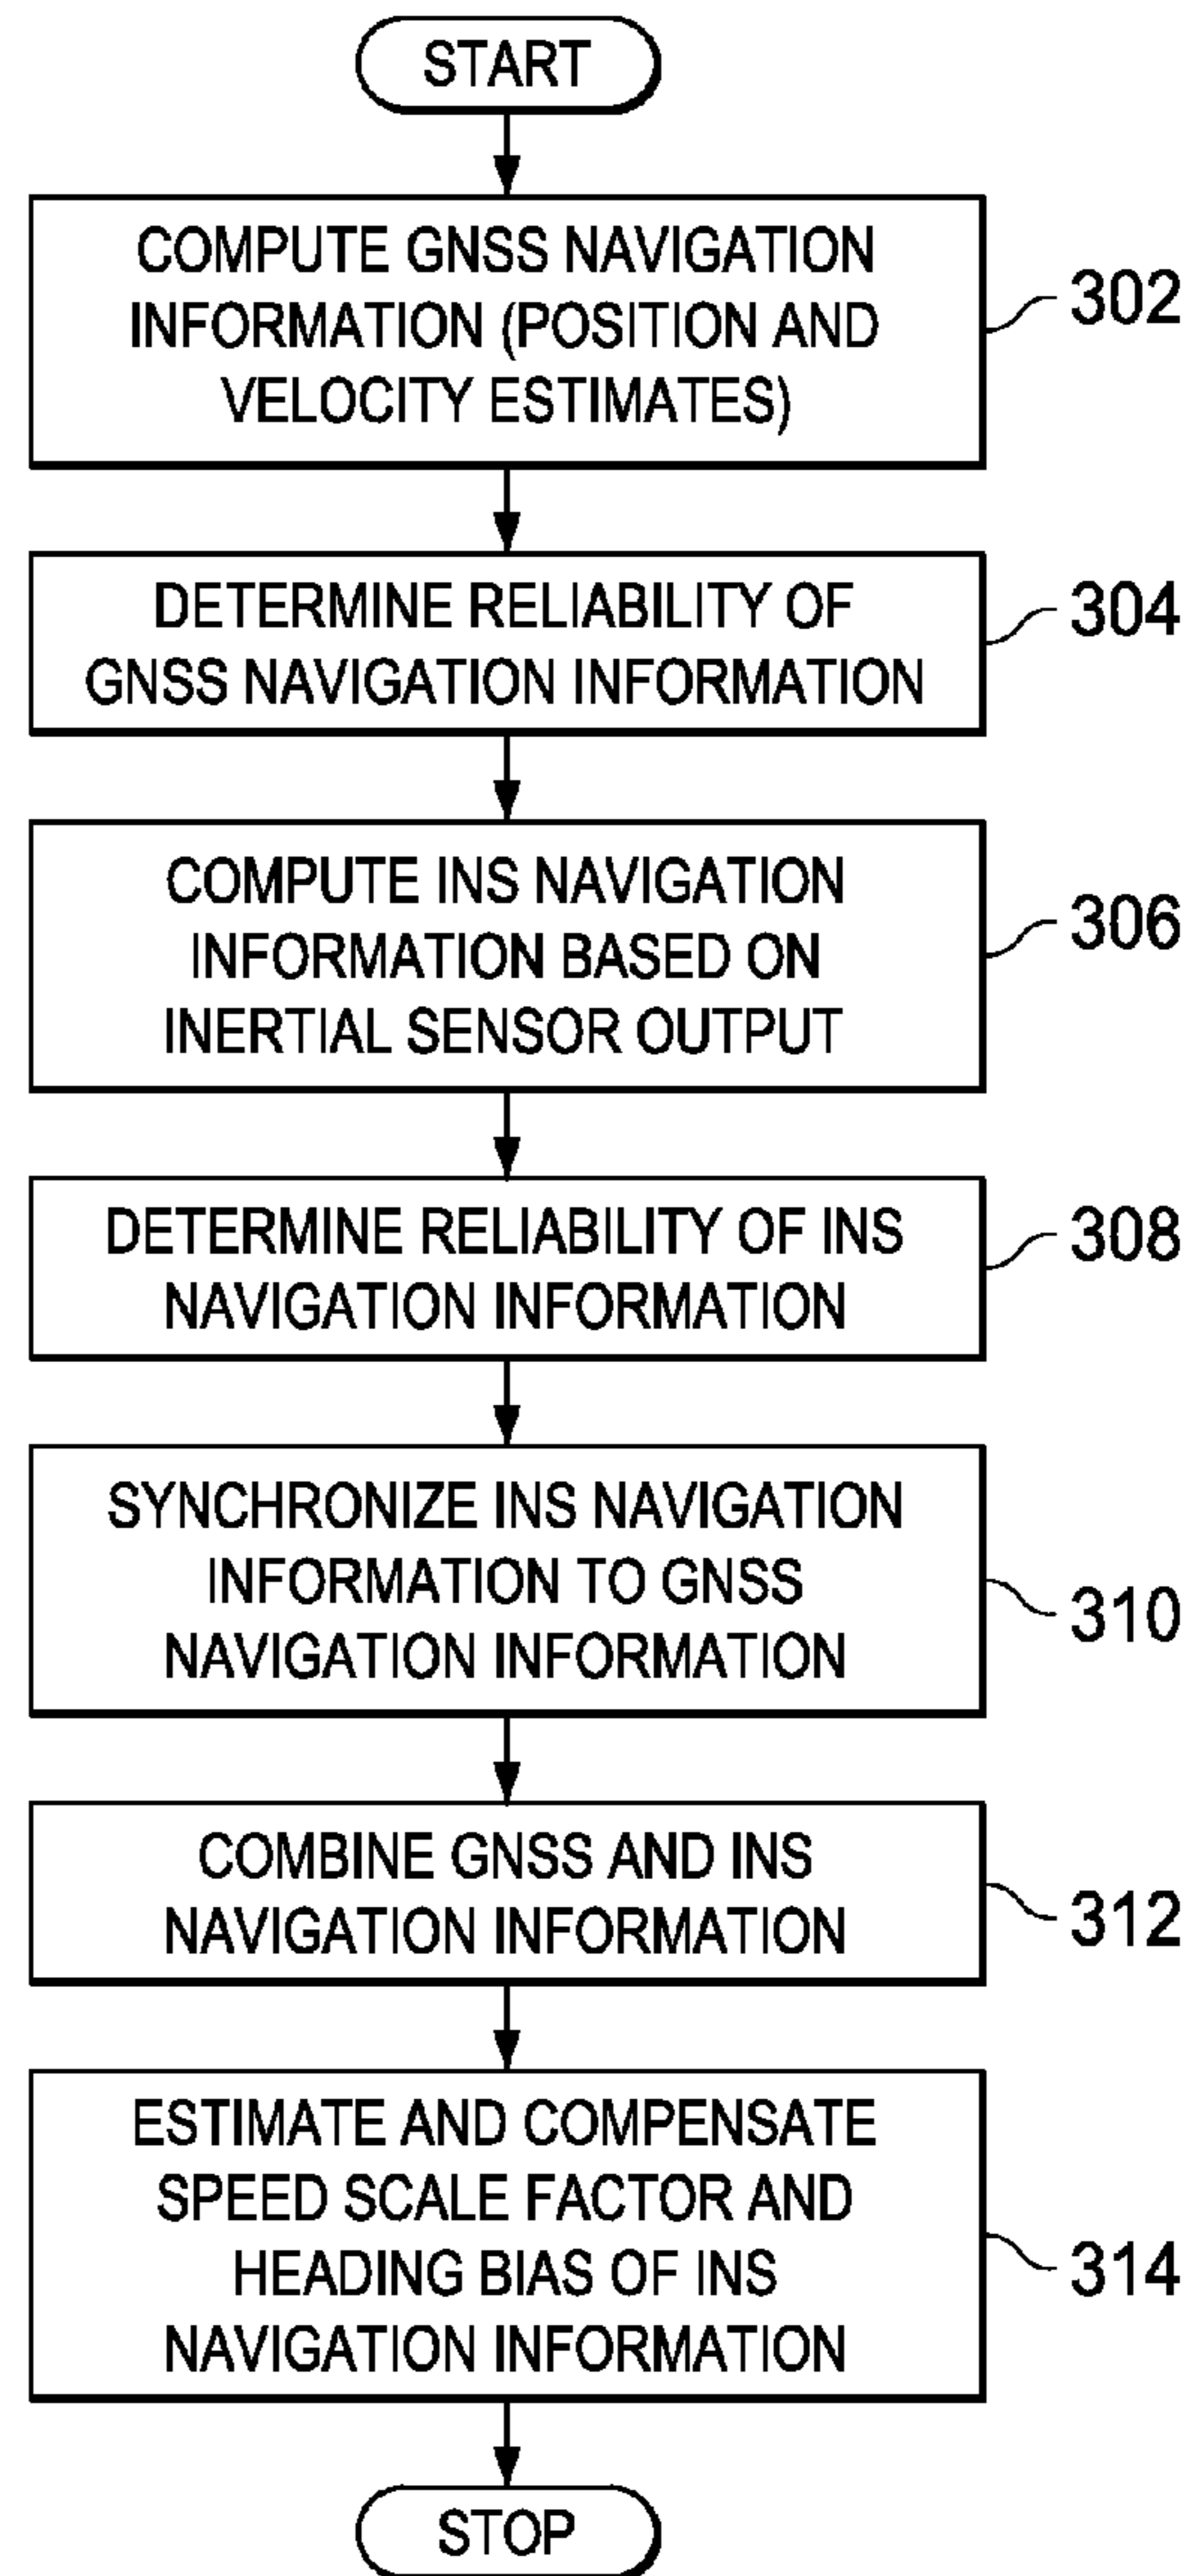 START
COMPUTE GNSS NAVIGATION
INFORMATION (POSITION AND
VELOCITY ESTIMATES)
302
DETERMINE RELIABILITY OF
GNSS NAVIGATION INFORMATION
304
COMPUTE INS NAVIGATION
INFORMATION BASED ON
INERTIAL SENSOR OUTPUT
306
DETERMINE RELIABILITY OF INS
NAVIGATION INFORMATION
308
SYNCHRONIZE INS NAVIGATION
INFORMATION TO GNSS
NAVIGATION INFORMATION
310
COMBINE GNSS AND INS
NAVIGATION INFORMATION
312
ESTIMATE AND COMPENSATE
SPEED SCALE FACTOR AND
HEADING BIAS OF INS
NAVIGATION INFORMATION
314
STOP